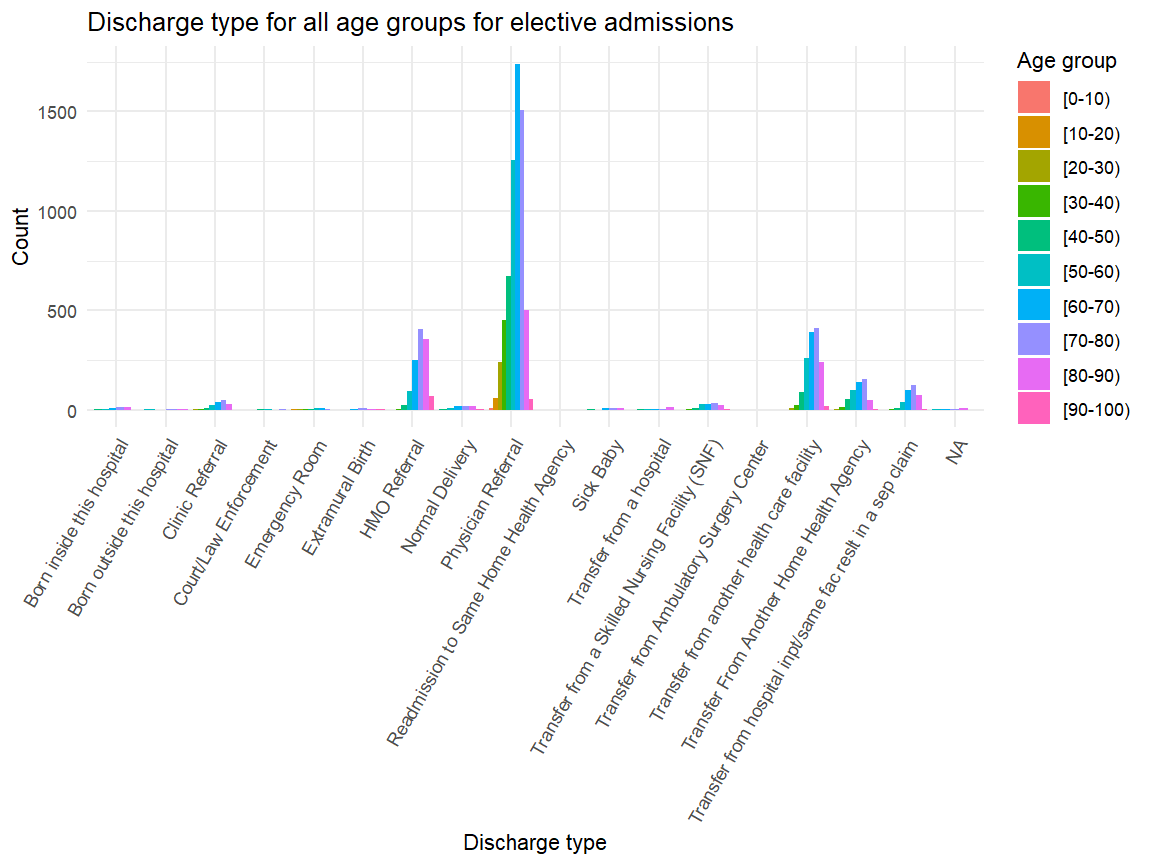 Discharge type for all age groups for elective admissions
Count
1500
1000
500
0
Born inside this hospital
Born outside this hospital
Clinic Referral
Court/Law Enforcement
Emergency Room
Extramural Birth
HMO Referral
Normal Delivery
Physician Referral
Readmission to Same Home Health Agency
Sick Baby
Transfer from a hospital
Transfer from a Skilled Nursing Facility (SNF)
Transfer from Ambulatory Surgery Center
Transfer from another health care facility
Transfer From Another Home Health Agency
Transfer from hospital inpt/same fac reslt in a sep claim
NA
Discharge type
Age group
[0-10)
[10-20)
[20-30)
[30-40)
[40-50)
[50-60)
[60-70)
[70-80)
[80-90)
[90-100)